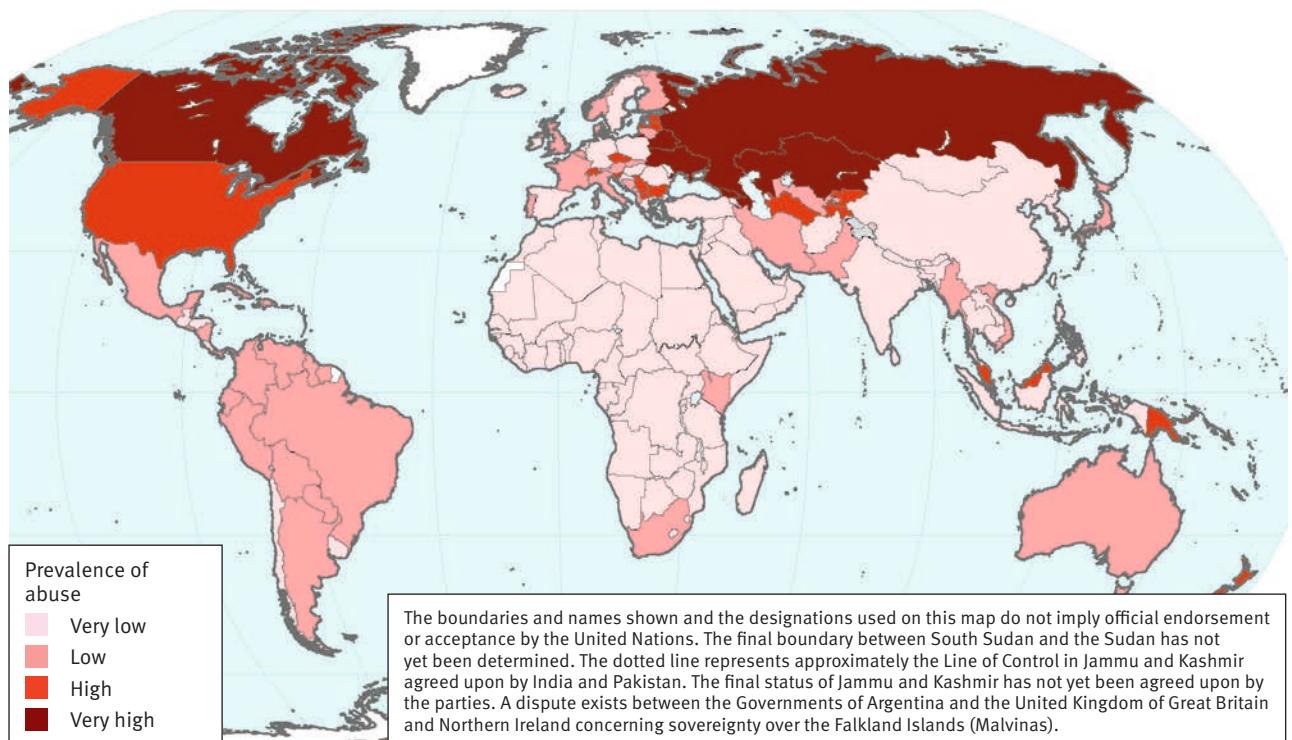 Prevalence of
abuse
Very low
Low
High
Very high
The boundaries and names shown and the designations used on this map do not imply official endorsement
or acceptance by the United Nations. The final boundary between South Sudan and the Sudan has not
yet been determined. The dotted line represents approximately the Line of Control in Jammu and Kashmir
agreed upon by India and Pakistan. The final status of Jammu and Kashmir has not yet been agreed upon by
the parties. A dispute exists between the Governments of Argentina and the United Kingdom of Great Britain
and Northern Ireland concerning sovereignty over the Falkland Islands (Malvinas).